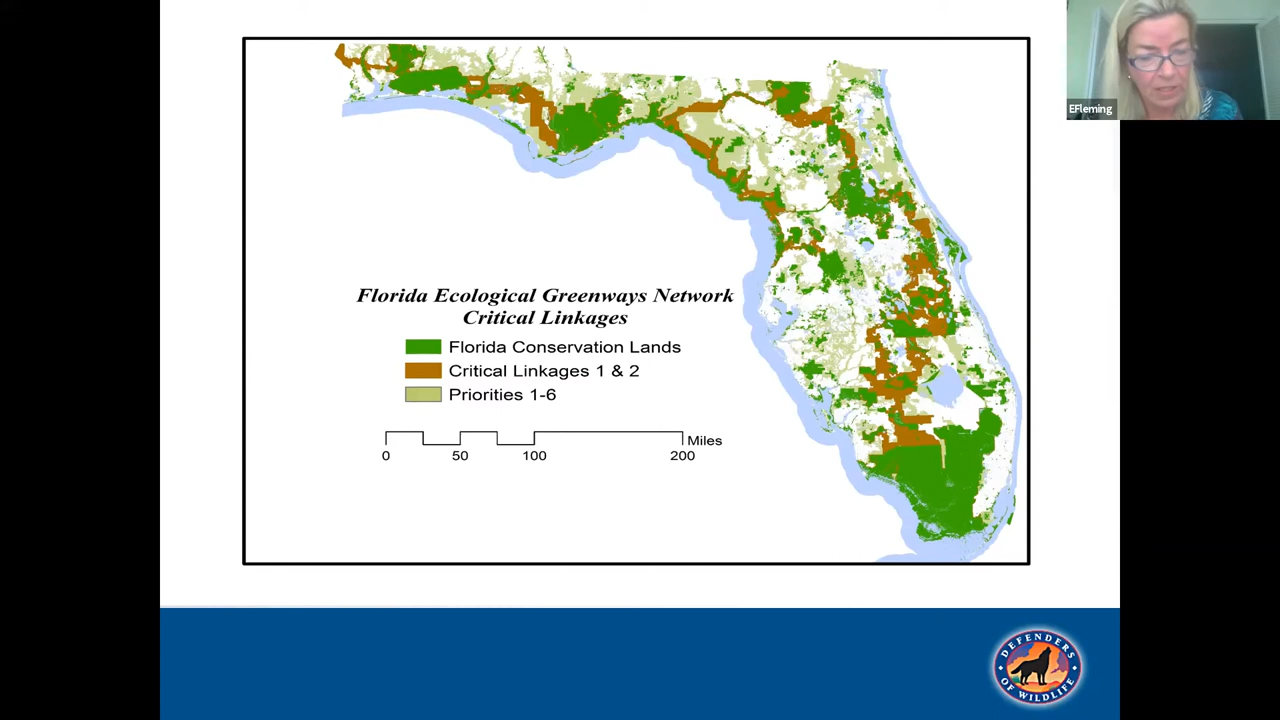 EFleming
Florida Ecological Greenways Network
Critical Linkages
Florida Conservation Lands
Critical Linkages 1 & 2
Priorities 1-6
Miles
0 50 100 200
DEFENDERS
OF WILDLIFE